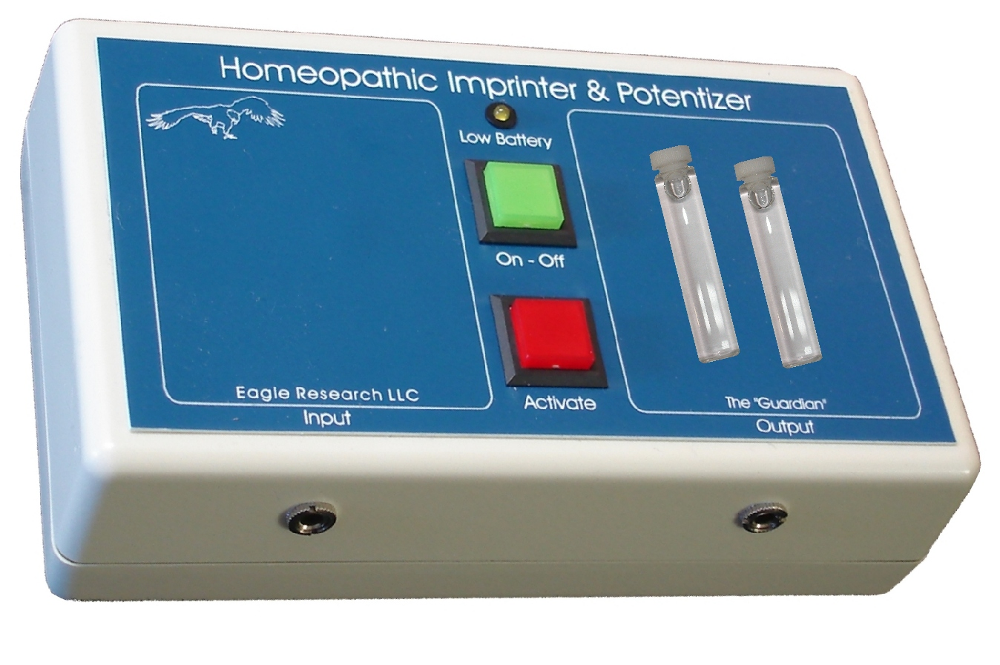 Homeopathic Imprinter & Potentizer
Low Battery
On - Off
Activate
Eagle Research LLC
Input
The "Guardian"
Output